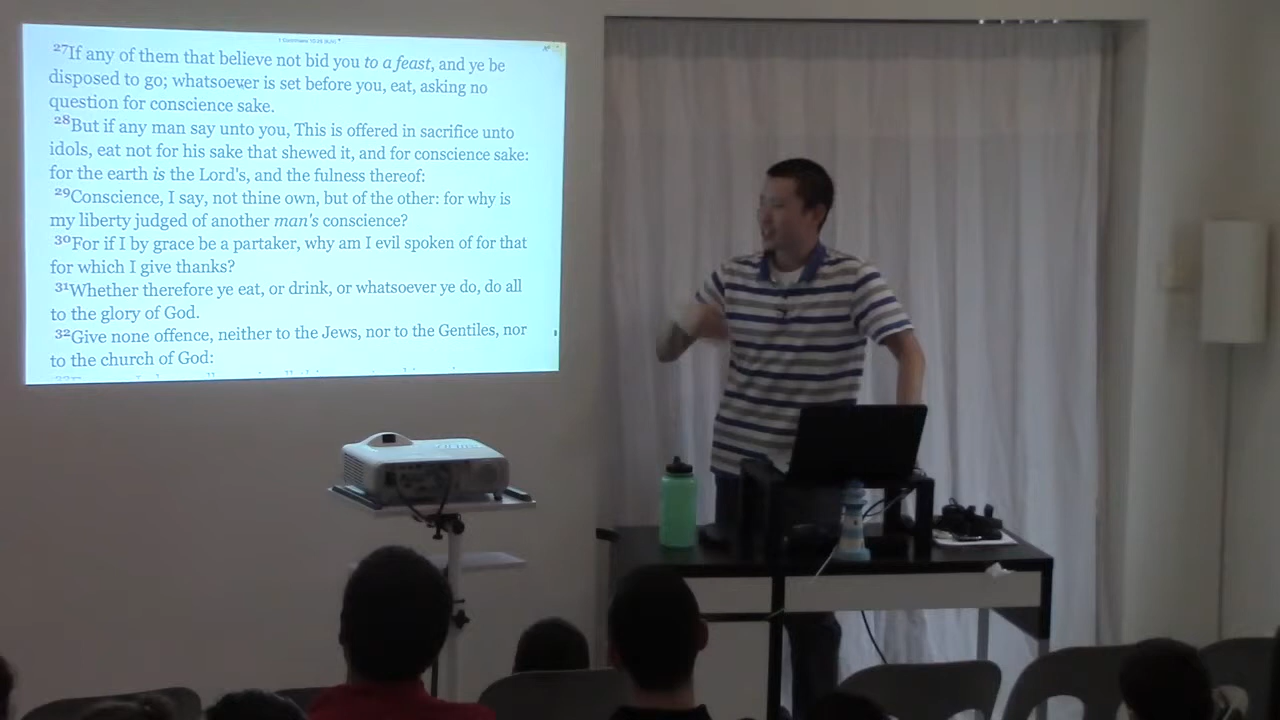 27If any of them that believe not bid you to a feast, and ye be
disposed to go; whatsoever is set before you, eat, asking no
question for conscience sake.
28But if any man say unto you, This is offered in sacrifice unto
idols, eat not for his sake that shewed it, and for conscience sake:
for the earth is the Lord's, and the fulness thereof:
29Conscience, I say, not thine own, but of the other: for why is
my liberty judged of another man's conscience?
30For if I by grace be a partaker, why am I evil spoken of for that
for which I give thanks?
31Whether therefore ye eat, or drink, or whatsoever ye do, do all
to the glory of God.
32Give none offence, neither to the Jews, nor to the Gentiles, nor
to the church of God: